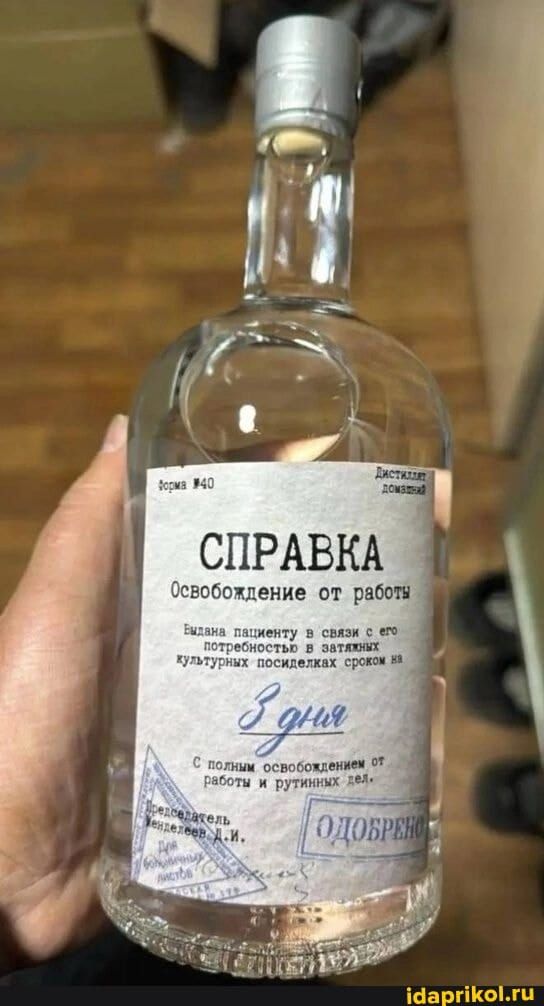 Форма №40
Дистиллят
домашний
СПРАВКА
Освобождение от работы
Выдана пациенту в связи с его
потребностью в затяжных
культурных посиделках сроком на
3 дня
С полным освобождением от
работы и рутинных дел.
Председатель
Менделеев Д.И.
Для
больничных
листов
ОДОБРЕНО
idaprikol.ru